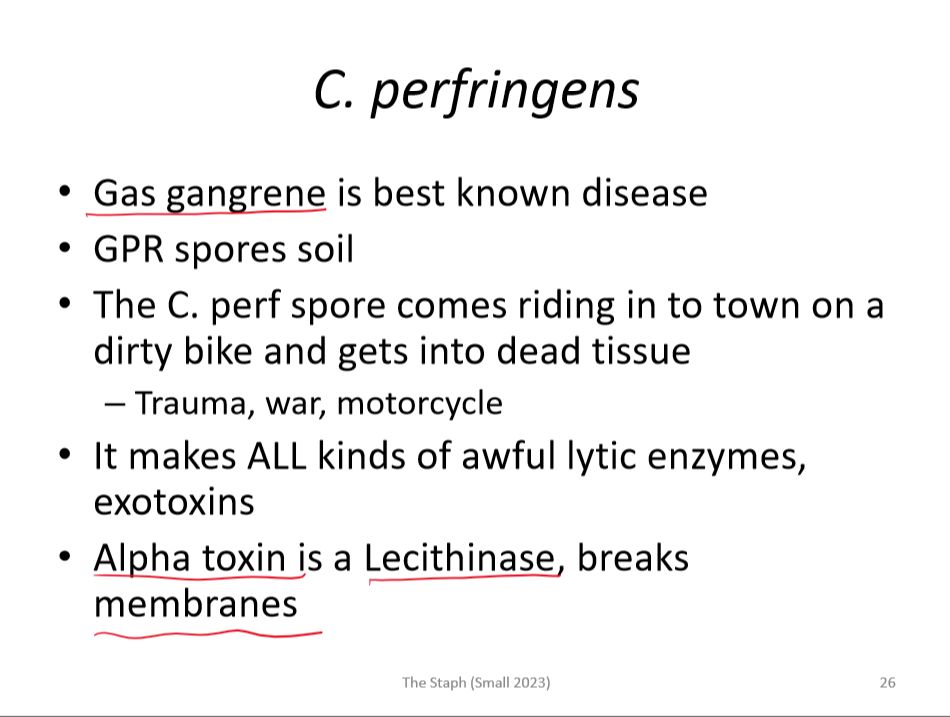 C. perfringens
• Gas gangrene is best known disease
• GPR spores soil
• The C. perf spore comes riding in to town on a
dirty bike and gets into dead tissue
– Trauma, war, motorcycle
• It makes ALL kinds of awful lytic enzymes,
exotoxins
• Alpha toxin is a Lecithinase, breaks
membranes
The Staph (Small 2023)
26